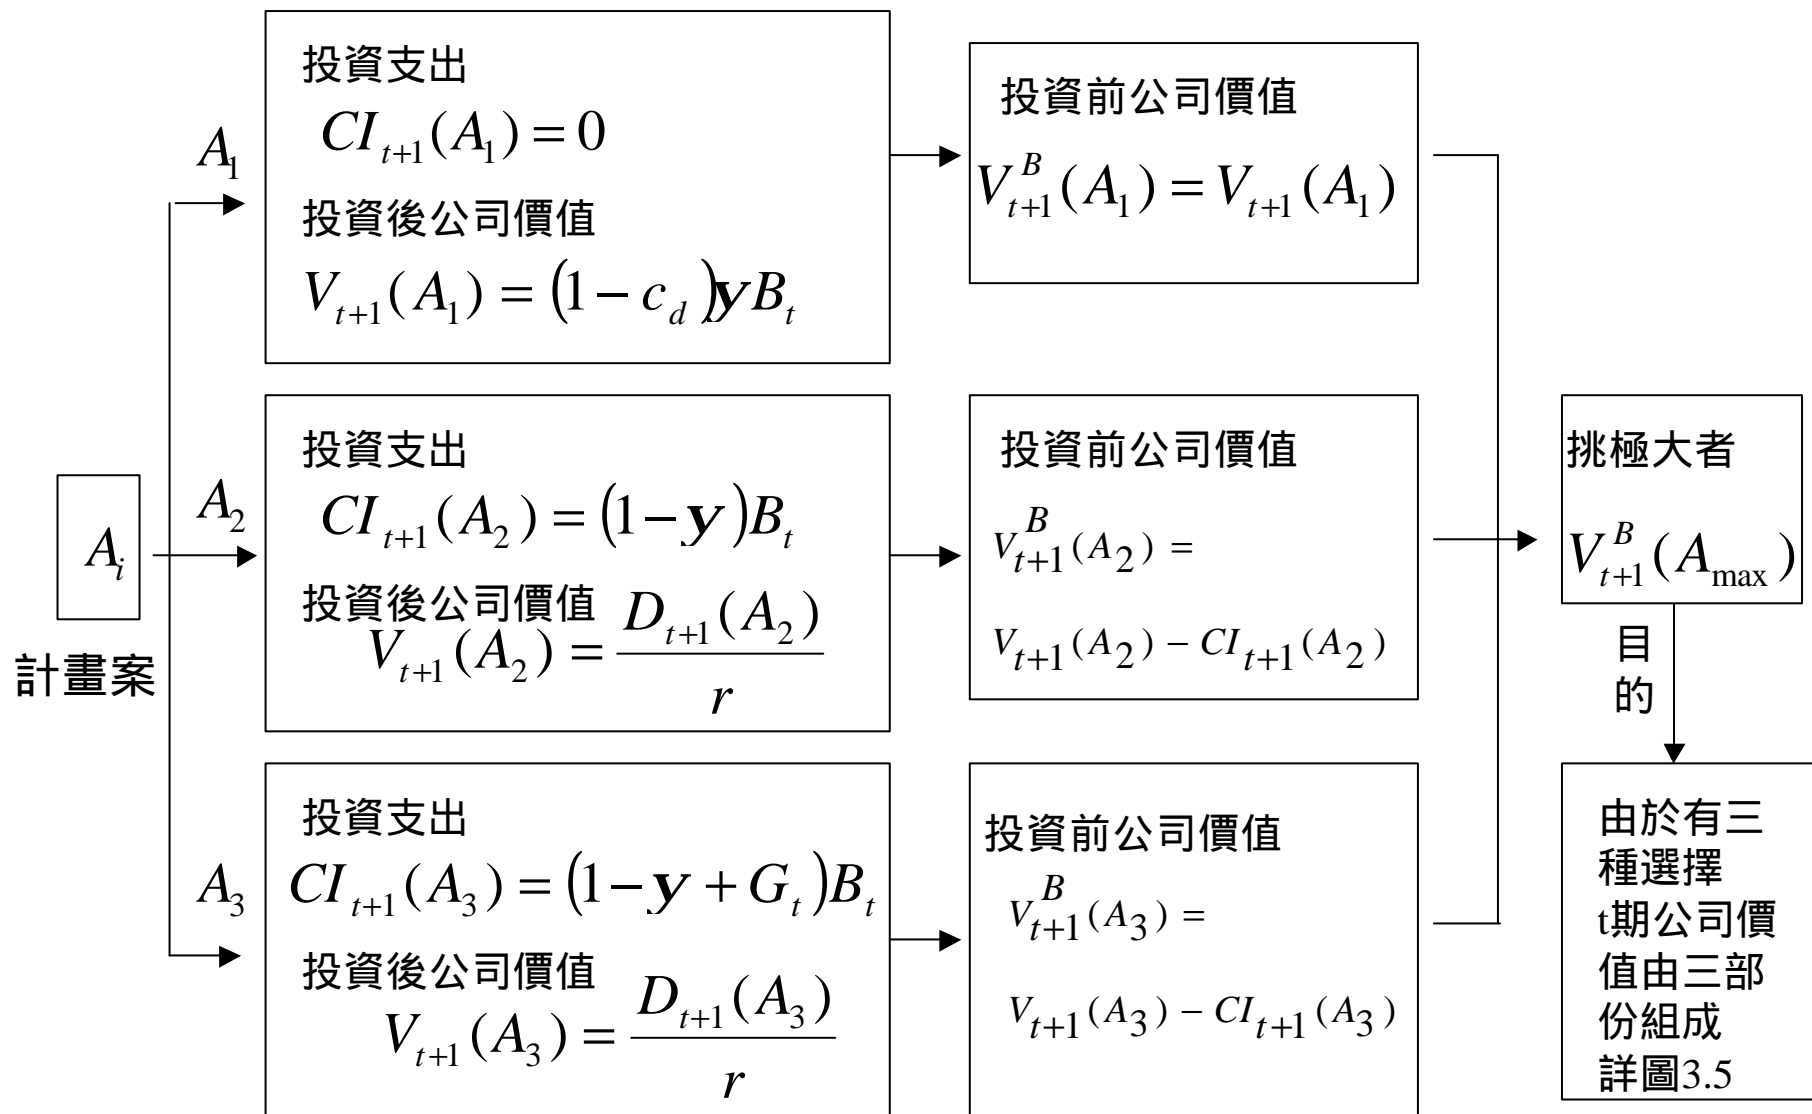 A_i
計畫案
A_1
投資支出
CI_{t+1}(A_1) = 0
投資後公司價值
V_{t+1}(A_1) = (1 - c_d)yB_t
投資前公司價值
V^B_{t+1}(A_1) = V_{t+1}(A_1)
A_2
投資支出
CI_{t+1}(A_2) = (1 - y)B_t
投資後公司價值
V_{t+1}(A_2) = D_{t+1}(A_2) / r
投資前公司價值
V^B_{t+1}(A_2) =
V_{t+1}(A_2) - CI_{t+1}(A_2)
A_3
投資支出
CI_{t+1}(A_3) = (1 - y + G_t)B_t
投資後公司價值
V_{t+1}(A_3) = D_{t+1}(A_3) / r
投資前公司價值
V^B_{t+1}(A_3) =
V_{t+1}(A_3) - CI_{t+1}(A_3)
挑極大者
V^B_{t+1}(A_{max})
目
的
由於有三
種選擇
t期公司價
值由三部
份組成
詳圖3.5